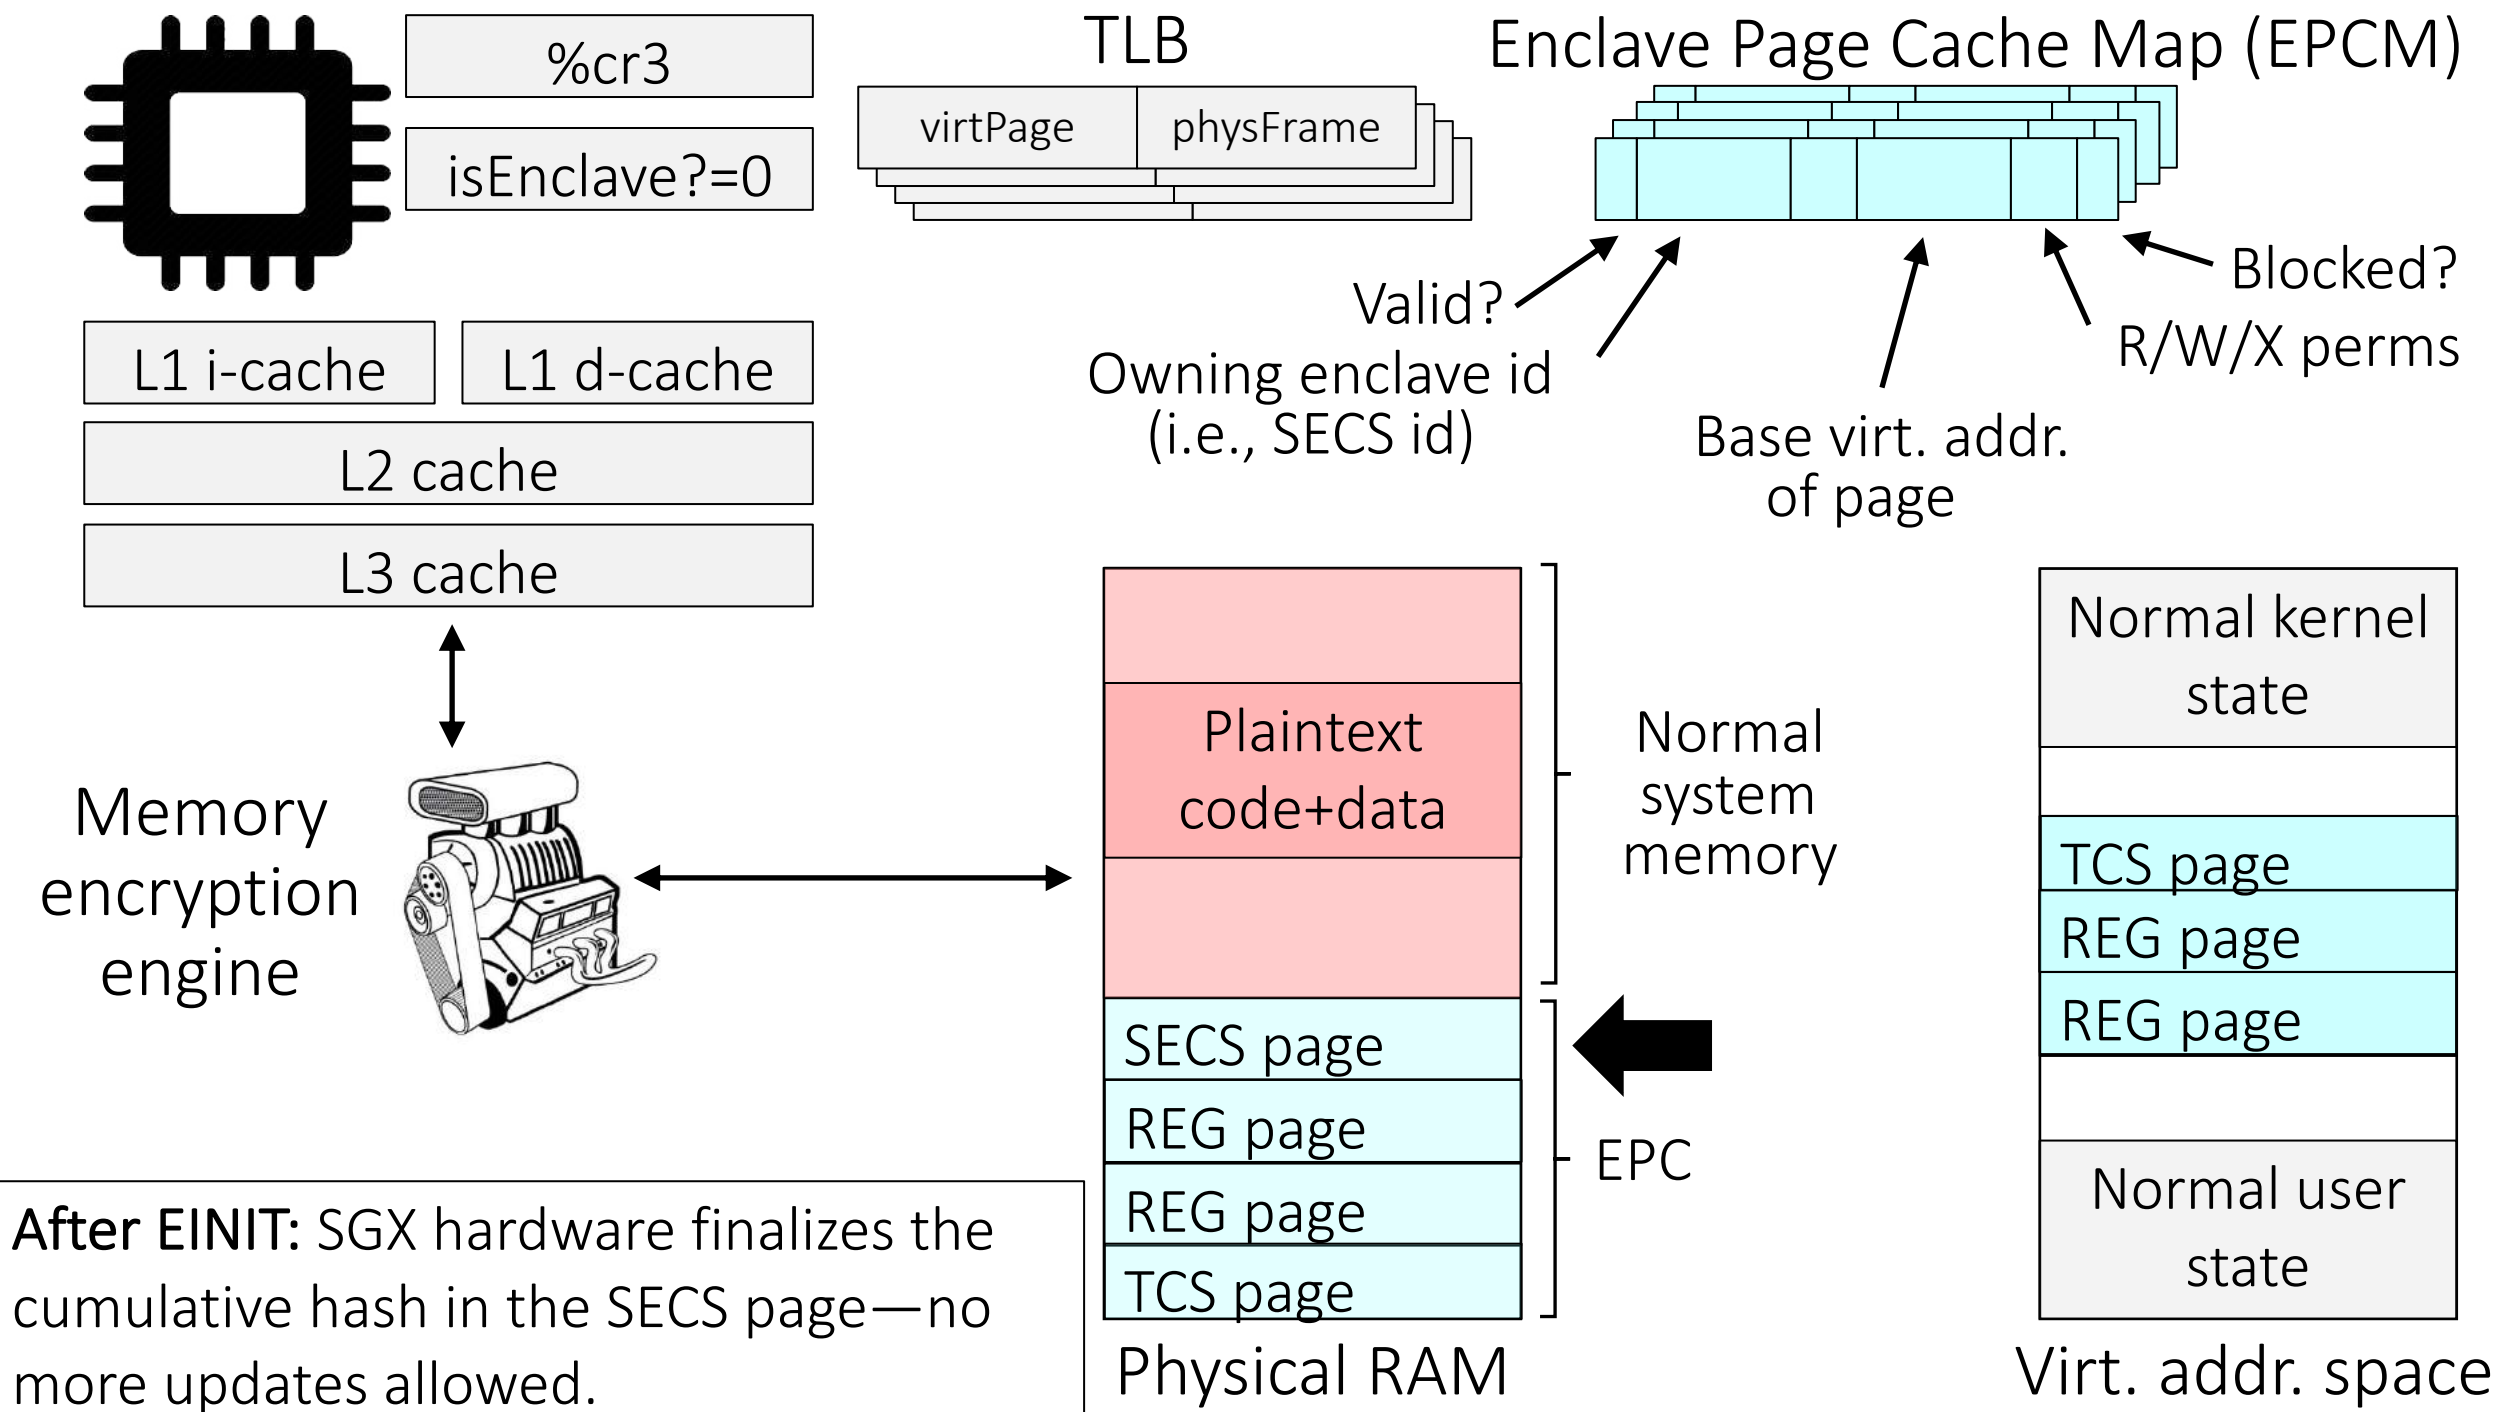 %cr3
isEnclave?=0
L1 i-cache
L1 d-cache
L2 cache
L3 cache
TLB
virtPage
physFrame
Enclave Page Cache Map (EPCM)
Valid?
Owning enclave id
(i.e., SECS id)
Base virt. addr.
of page
Blocked?
R/W/X perms
Memory
encryption
engine
Plaintext
code+data
SECS page
REG page
REG page
TCS page
Physical RAM
Normal
system
memory
EPC
Normal kernel
state
TCS page
REG page
REG page
Normal user
state
Virt. addr. space
After EINIT: SGX hardware finalizes the
cumulative hash in the SECS page—no
more updates allowed.